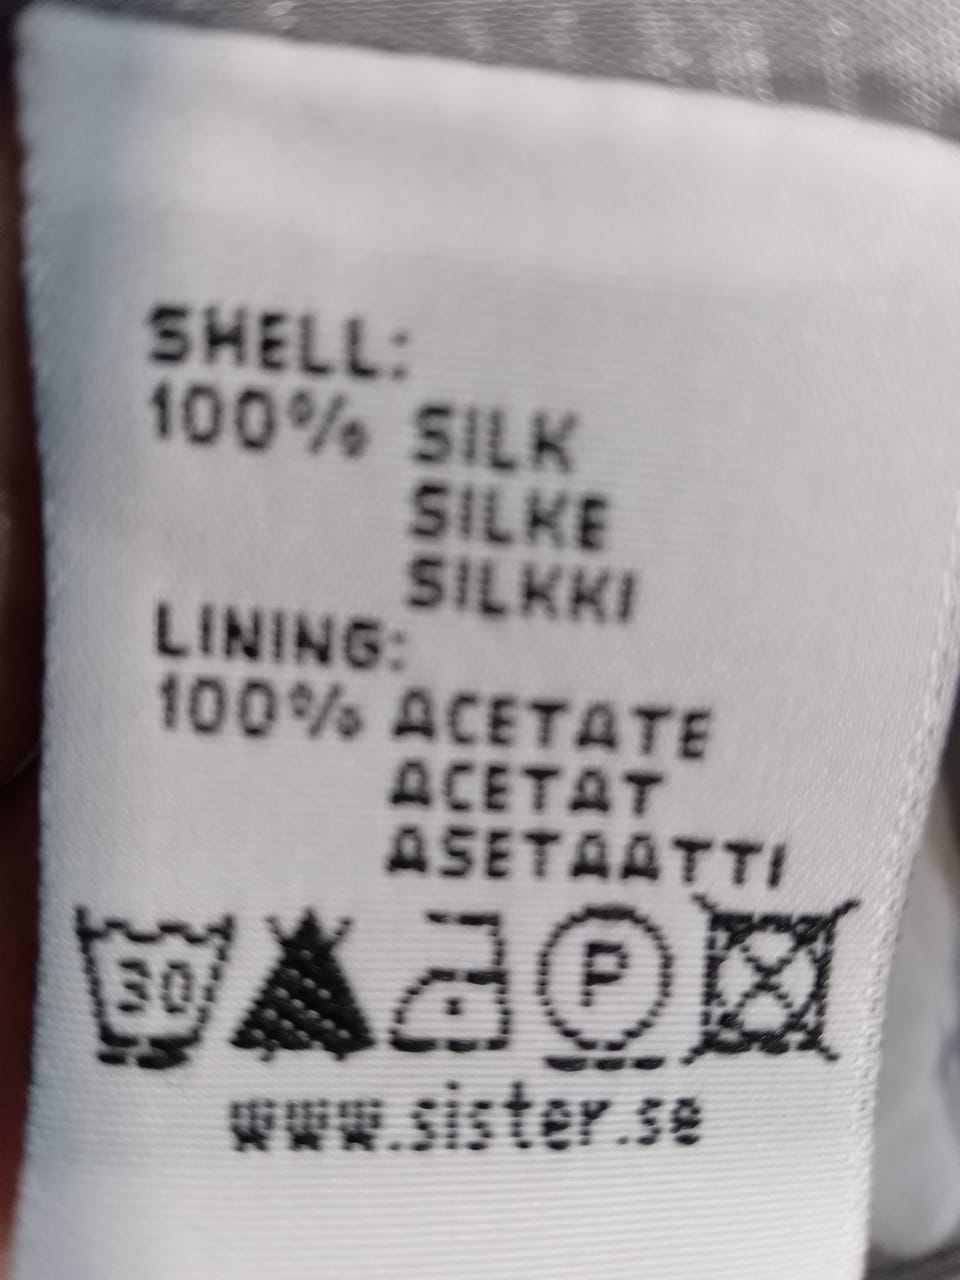 SHELL:
100% SILK
SILKE
SILKKI
LINING:
100% ACETATE
ACETAT
ASETAATTI
30
P
www.sister.se